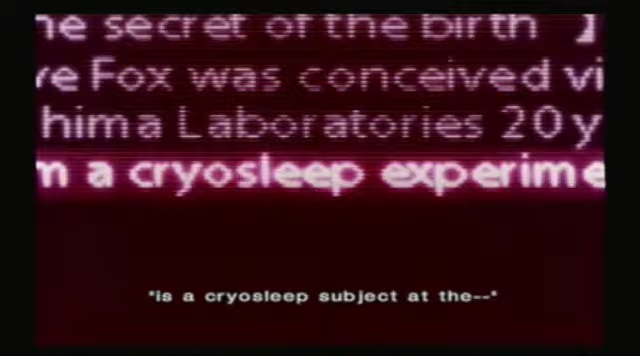 he secret of the birth 】
ve Fox was conceived vi
hima Laboratories 20 y
m a cryosleep experime
"is a cryosleep subject at the--"